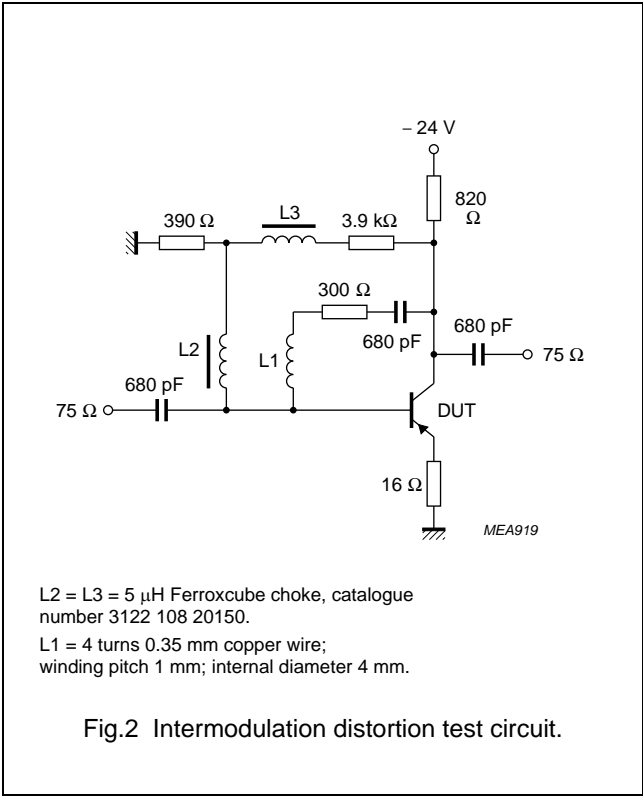 − 24 V
820
Ω
390 Ω
L3
3.9 kΩ
300 Ω
680 pF
680 pF
75 Ω
L2
L1
680 pF
75 Ω
DUT
16 Ω
MEA919
L2 = L3 = 5 μH Ferroxcube choke, catalogue
number 3122 108 20150.
L1 = 4 turns 0.35 mm copper wire;
winding pitch 1 mm; internal diameter 4 mm.
Fig.2 Intermodulation distortion test circuit.